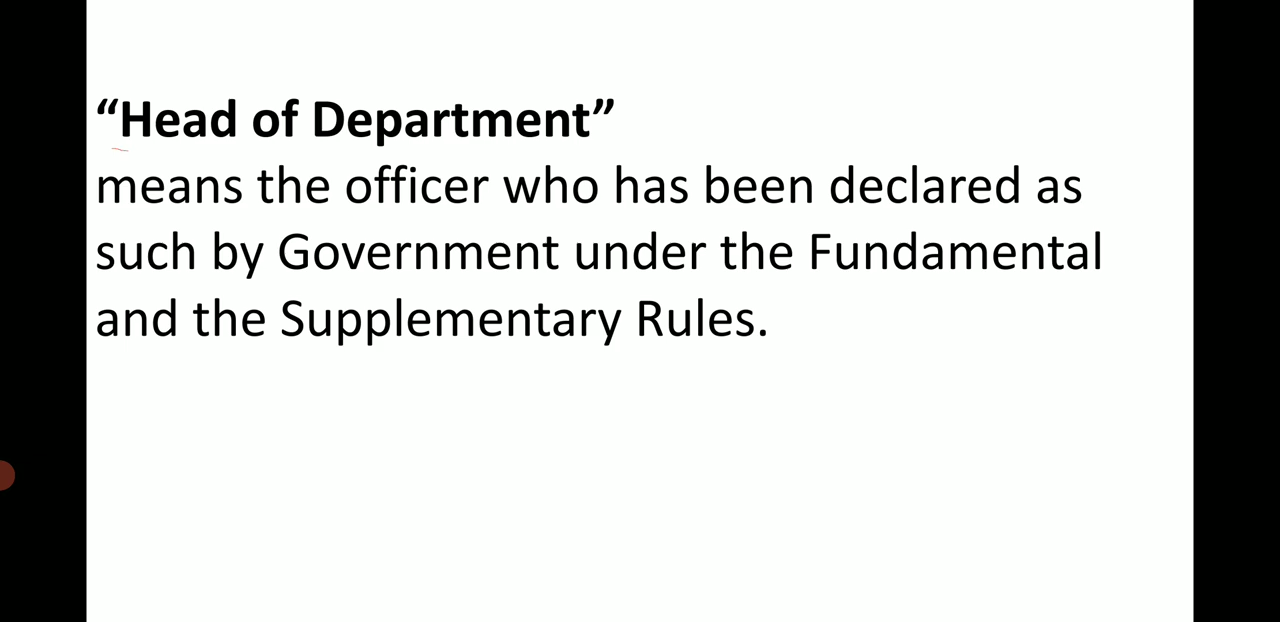 “Head of Department”
means the officer who has been declared as
such by Government under the Fundamental
and the Supplementary Rules.